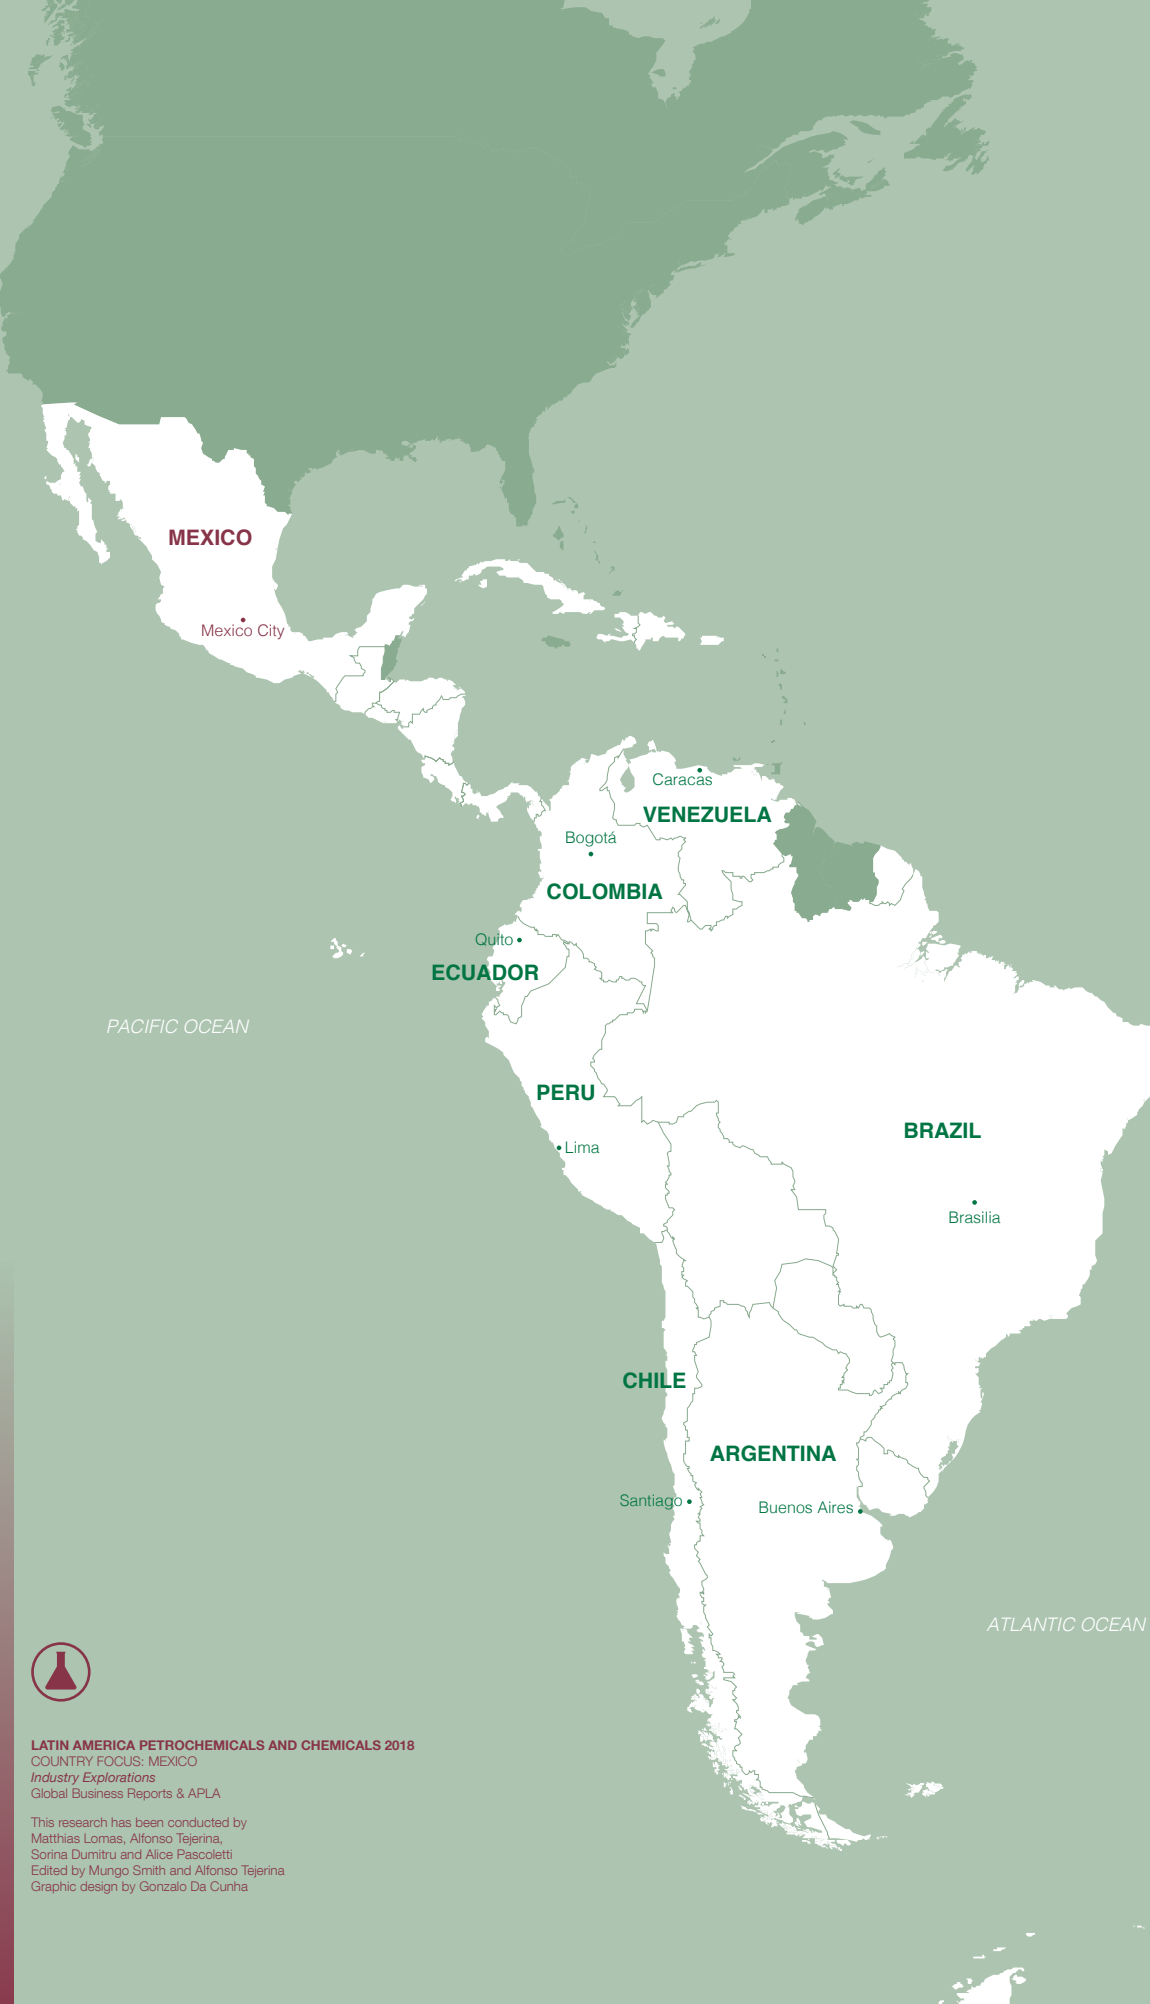 MEXICO
Mexico City
Caracas
VENEZUELA
Bogotá
COLOMBIA
Quito
ECUADOR
PACIFIC OCEAN
PERU
BRAZIL
Lima
Brasilia
CHILE
ARGENTINA
Santiago
Buenos Aires
ATLANTIC OCEAN
LATIN AMERICA PETROCHEMICALS AND CHEMICALS 2018
COUNTRY FOCUS: MEXICO
Industry Explorations
Global Business Reports & APLA
This research has been conducted by
Matthias Lomas, Alfonso Tejerina,
Sorina Dumitru and Alice Pascoletti
Edited by Mungo Smith and Alfonso Tejerina
Graphic design by Gonzalo Da Cunha